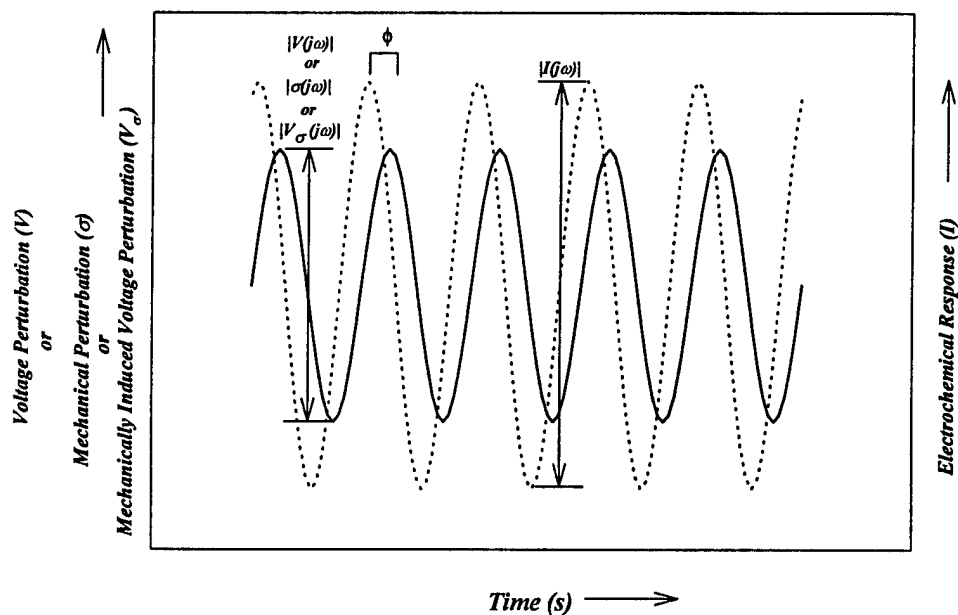 |V(jω)|
or
|σ(jω)|
or
|V_σ (jω)|
ϕ
|I(jω)|
Voltage Perturbation (V)
or
Mechanical Perturbation (σ)
or
Mechanically Induced Voltage Perturbation (V_σ)
Electrochemical Response (I)
Time (s)